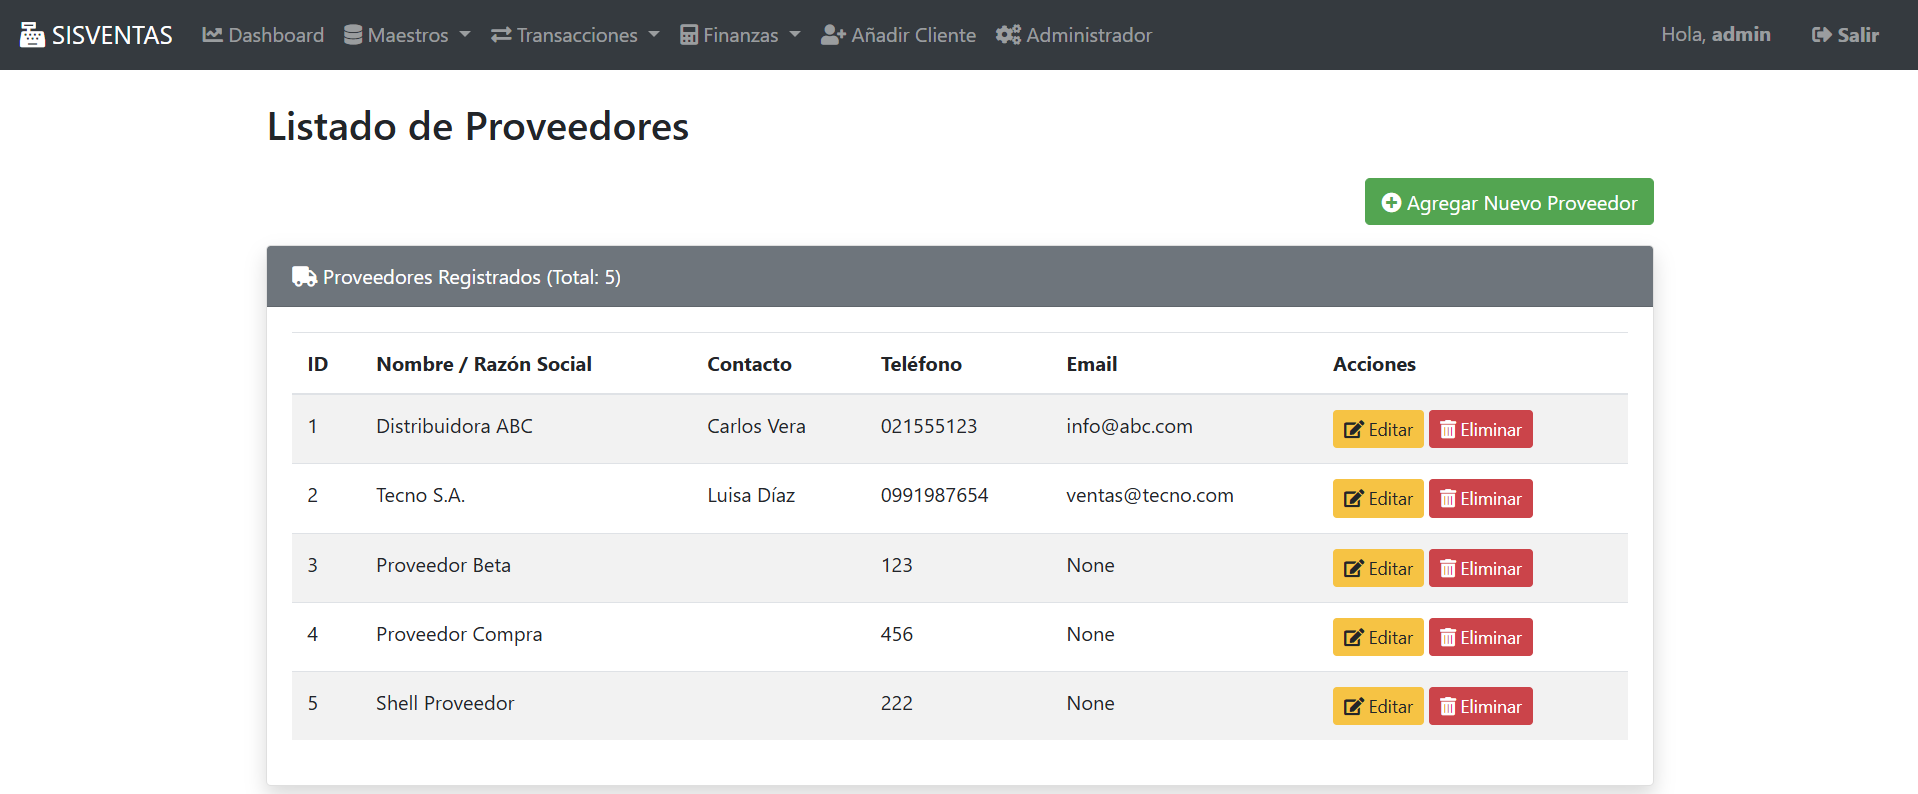 SISVENTAS Dashboard Maestros Transacciones Finanzas Añadir Cliente Administrador Hola, admin Salir
Listado de Proveedores
Agregar Nuevo Proveedor
Proveedores Registrados (Total: 5)
ID Nombre / Razón Social Contacto Teléfono Email Acciones
1 Distribuidora ABC Carlos Vera 021555123 info@abc.com Editar Eliminar
2 Tecno S.A. Luisa Díaz 0991987654 ventas@tecno.com Editar Eliminar
3 Proveedor Beta 123 None Editar Eliminar
4 Proveedor Compra 456 None Editar Eliminar
5 Shell Proveedor 222 None Editar Eliminar